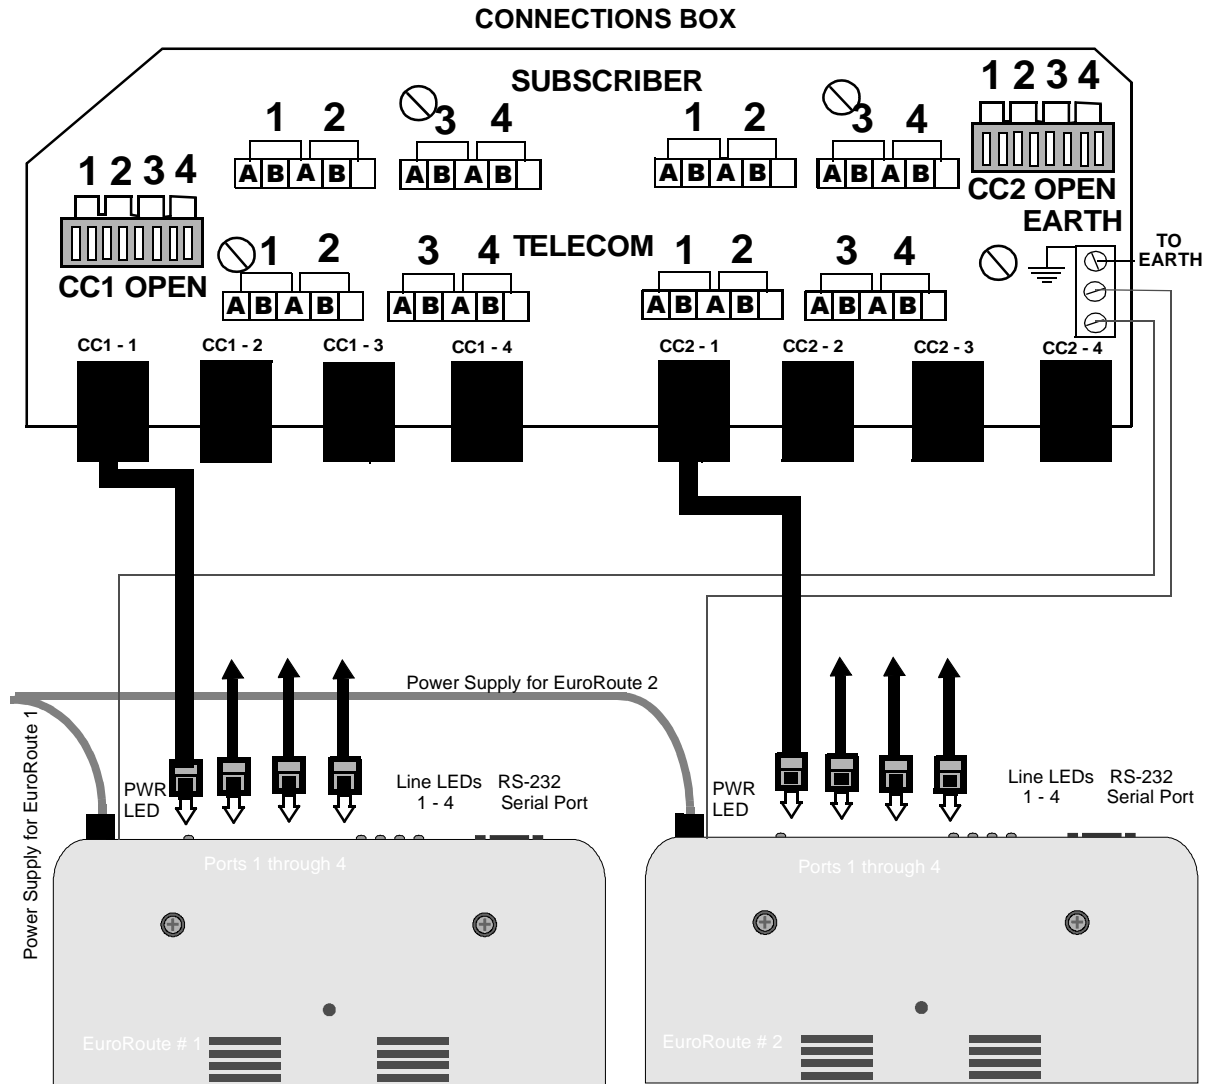 CONNECTIONS BOX
SUBSCRIBER
1 2 3 4
1 2
3 4
1 2
3 4
A B A B
A B A B
A B A B
A B A B
CC2 OPEN
EARTH
1 2 3 4
CC1 OPEN
TELECOM
1 2
3 4
1 2
3 4
A B A B
A B A B
A B A B
A B A B
TO
EARTH
CC1 - 1
CC1 - 2
CC1 - 3
CC1 - 4
CC2 - 1
CC2 - 2
CC2 - 3
CC2 - 4
Power Supply for EuroRoute 2
Power Supply for EuroRoute 1
PWR
LED
Line LEDs
1 - 4
RS-232
Serial Port
PWR
LED
Line LEDs
1 - 4
RS-232
Serial Port
Ports 1 through 4
Ports 1 through 4
EuroRoute # 1
EuroRoute # 2